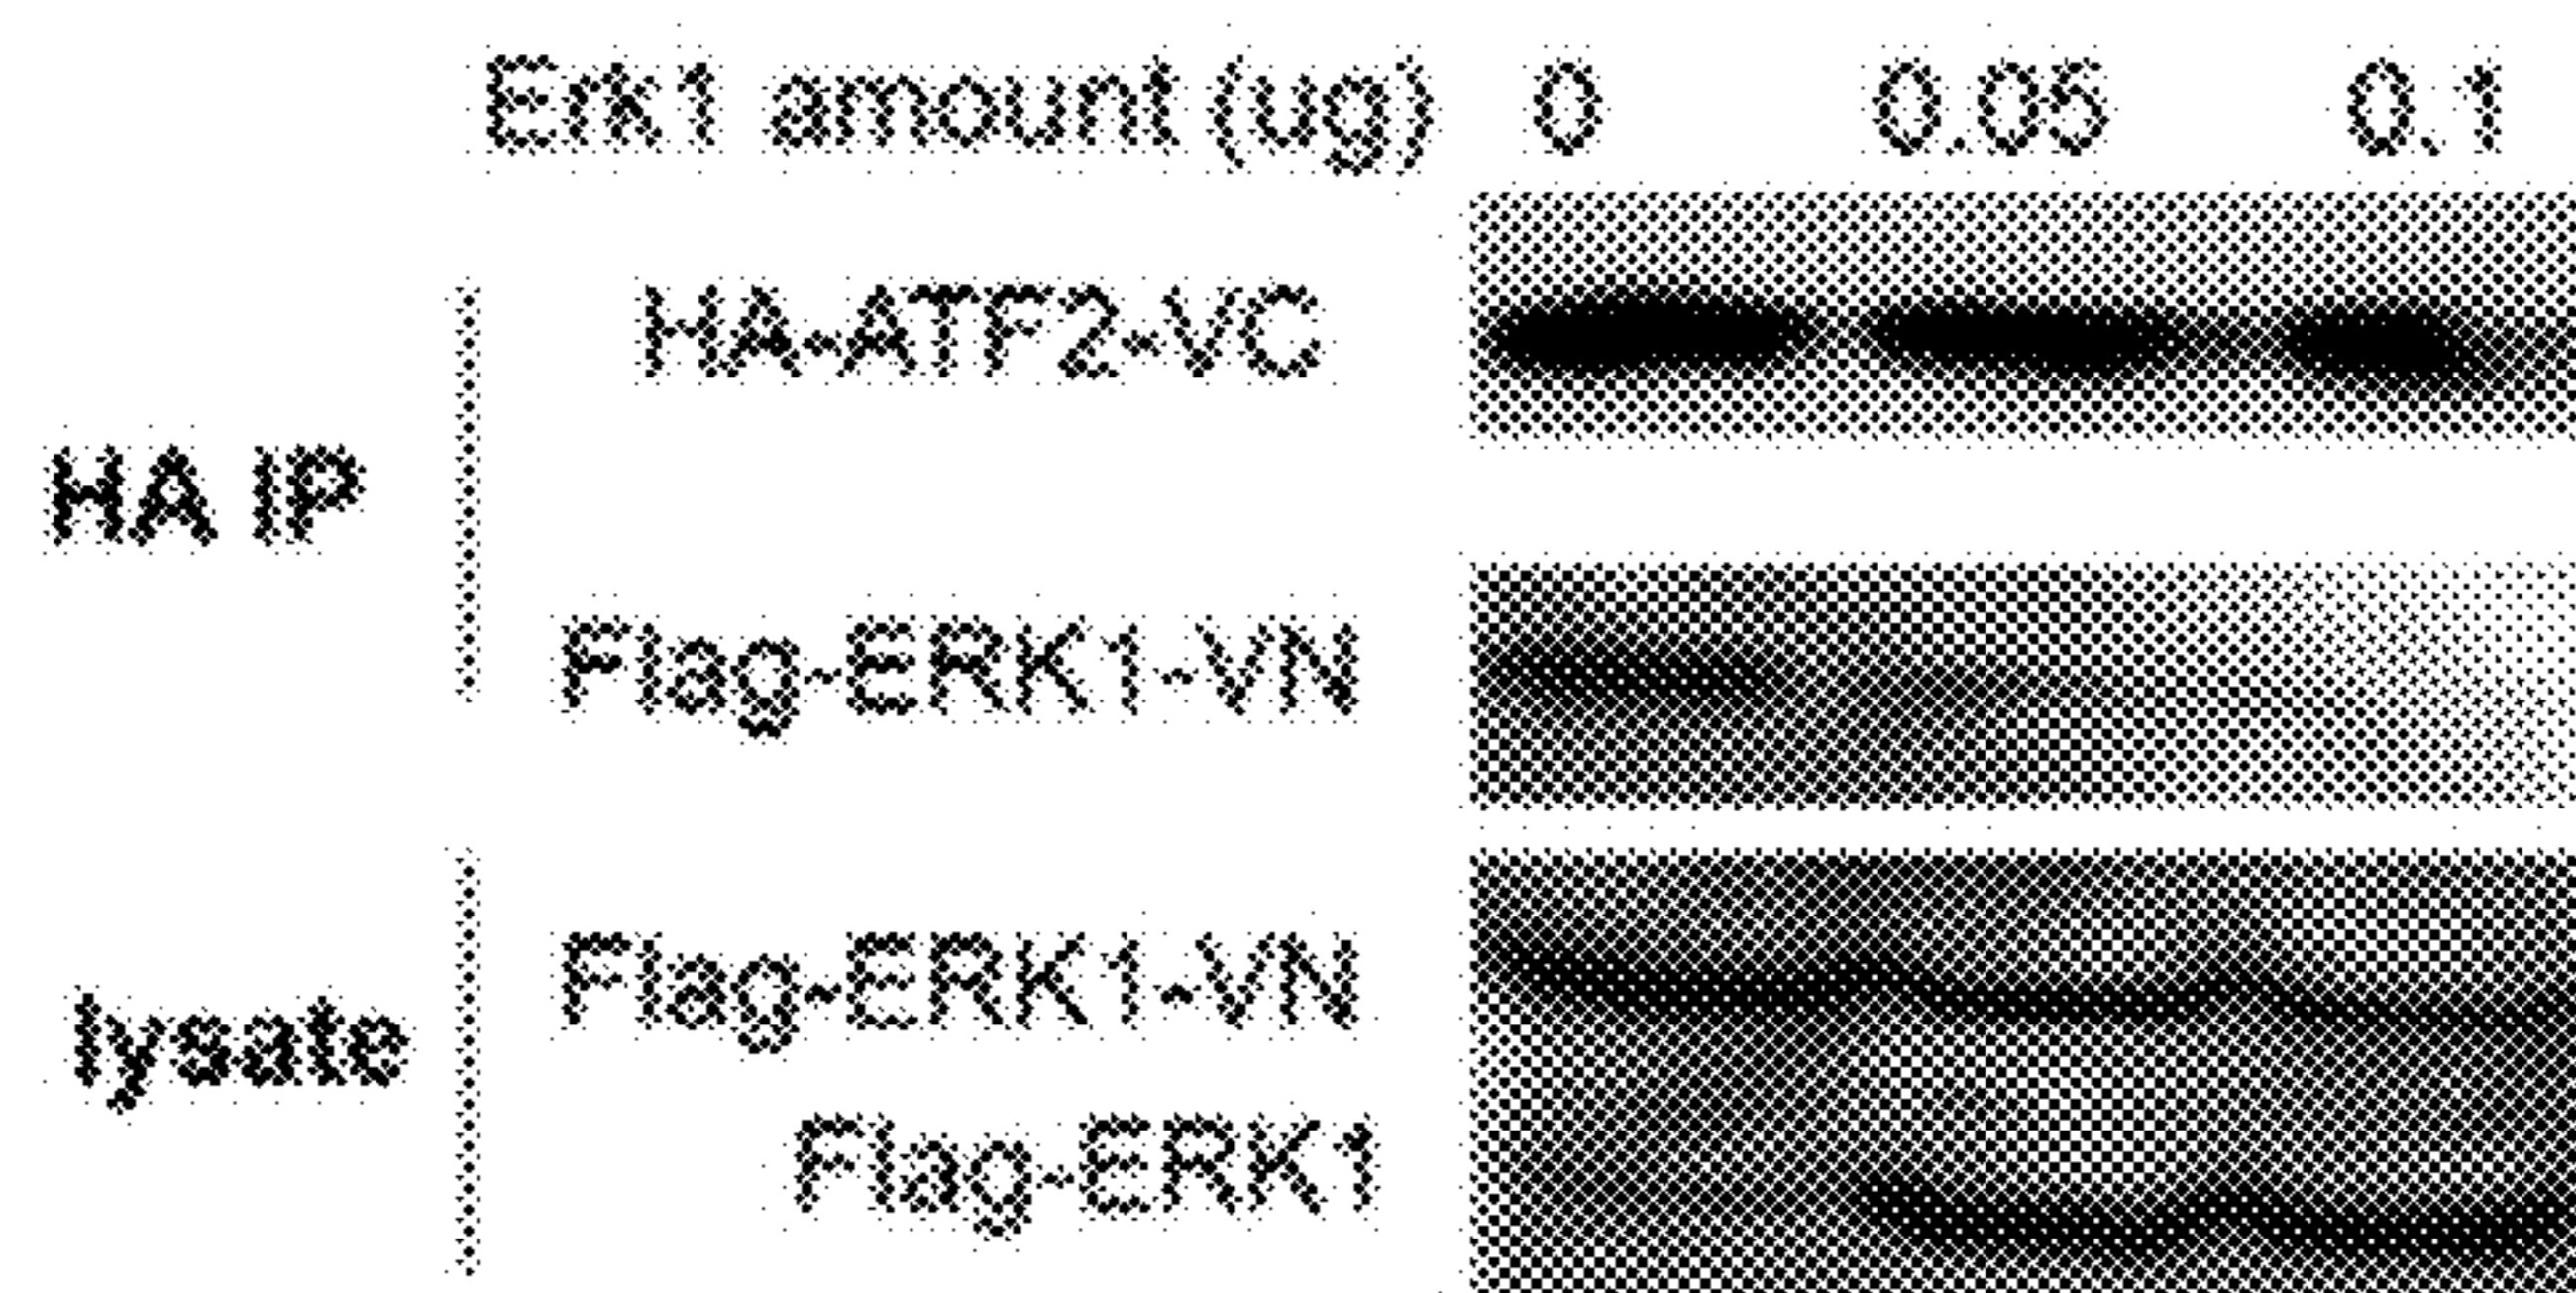 Erk1 amount (ug) 0 0.05 0.1
HA-ATF2-VC
HA IP
Flag-ERK1-VN
Flag-ERK1-VN
lysate
Flag-ERK1